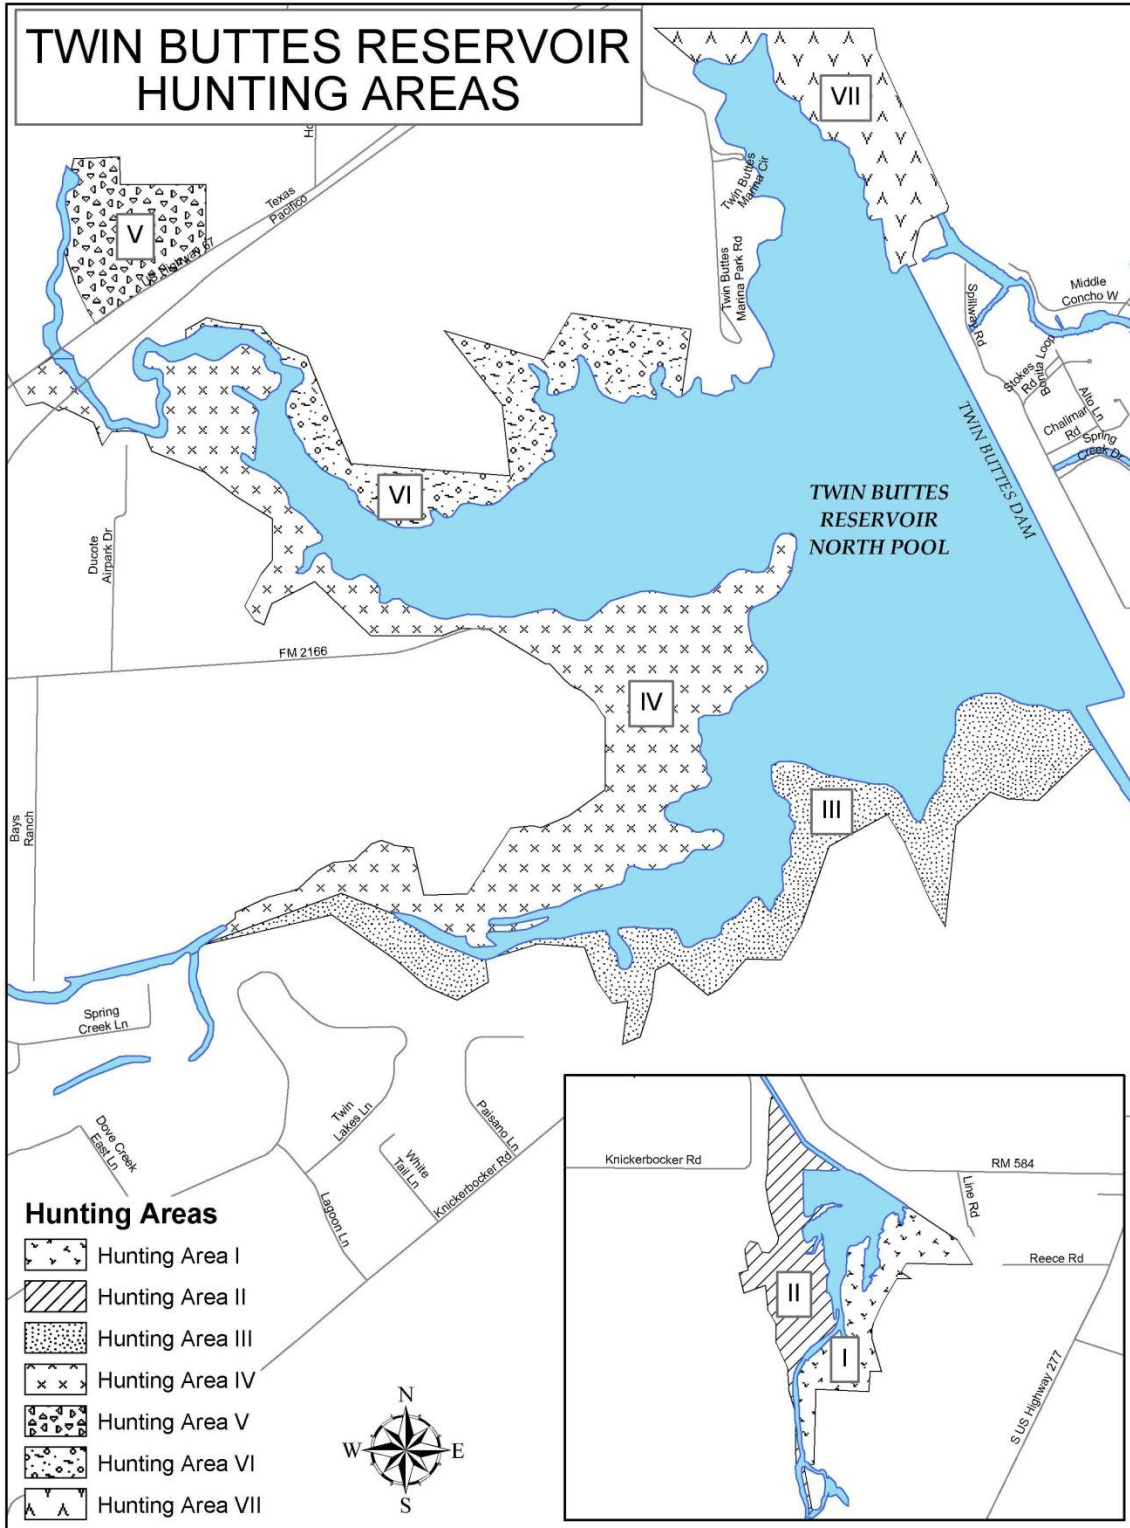 TWIN BUTTES RESERVOIR
HUNTING AREAS
VII
Ho
Texas
Pacifico
US Highway 67
V
Twin Buttes
Marina Cir
Twin Buttes
Marina Park Rd
Middle
Concho W
Spillway Rd
Stokes
Rd
Bonita Loop
Alto Ln
Chalimar
Rd
Spring
Creek Dr
TWIN BUTTES DAM
VI
TWIN BUTTES
RESERVOIR
NORTH POOL
Ducote
Airpark Dr
FM 2166
IV
III
Bays
Ranch
Spring
Creek Ln
Dove Creek
East Ln
Twin
Lakes Ln
White
Tail Ln
Paisano Ln
Knickerbocker Rd
Lagoon Ln
Knickerbocker Rd
RM 584
Line Rd
Reece Rd
II
I
S US Highway 277
Hunting Areas
Hunting Area I
Hunting Area II
Hunting Area III
Hunting Area IV
Hunting Area V
Hunting Area VI
Hunting Area VII
N
W
E
S